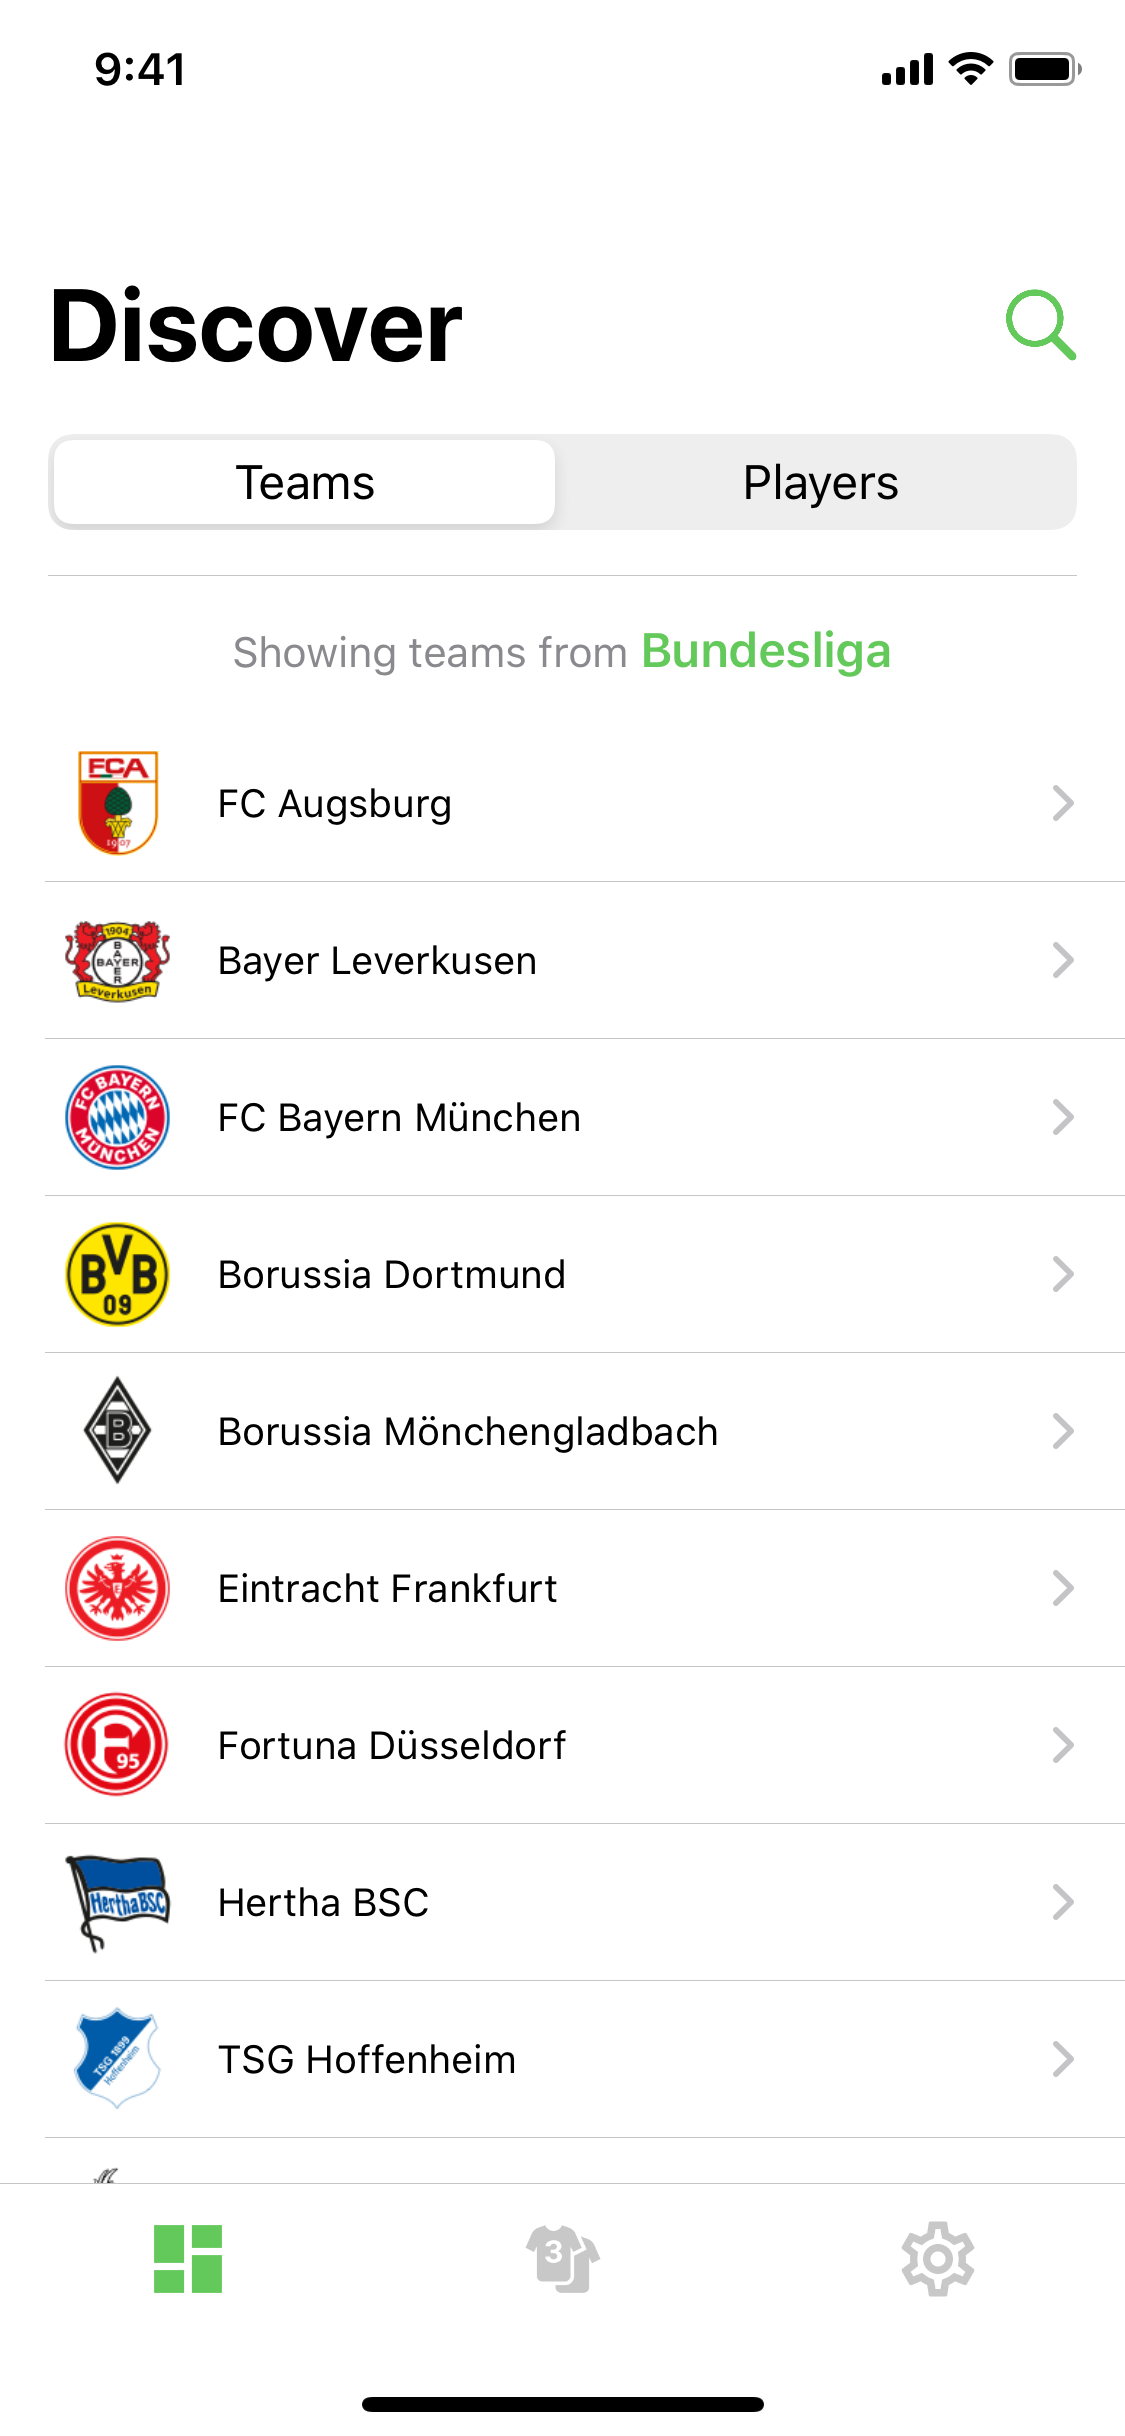 9:41
Discover
Teams
Players
Showing teams from Bundesliga
FCA
1907
FC Augsburg
1904
BAYER
BAYER
Leverkusen
Bayer Leverkusen
FC BAYERN
MÜNCHEN
FC Bayern München
BVB
09
Borussia Dortmund
B
Borussia Mönchengladbach
Eintracht Frankfurt
F
95
Fortuna Düsseldorf
HerthaBSC
Hertha BSC
TSG 1899
Hoffenheim
TSG Hoffenheim
3